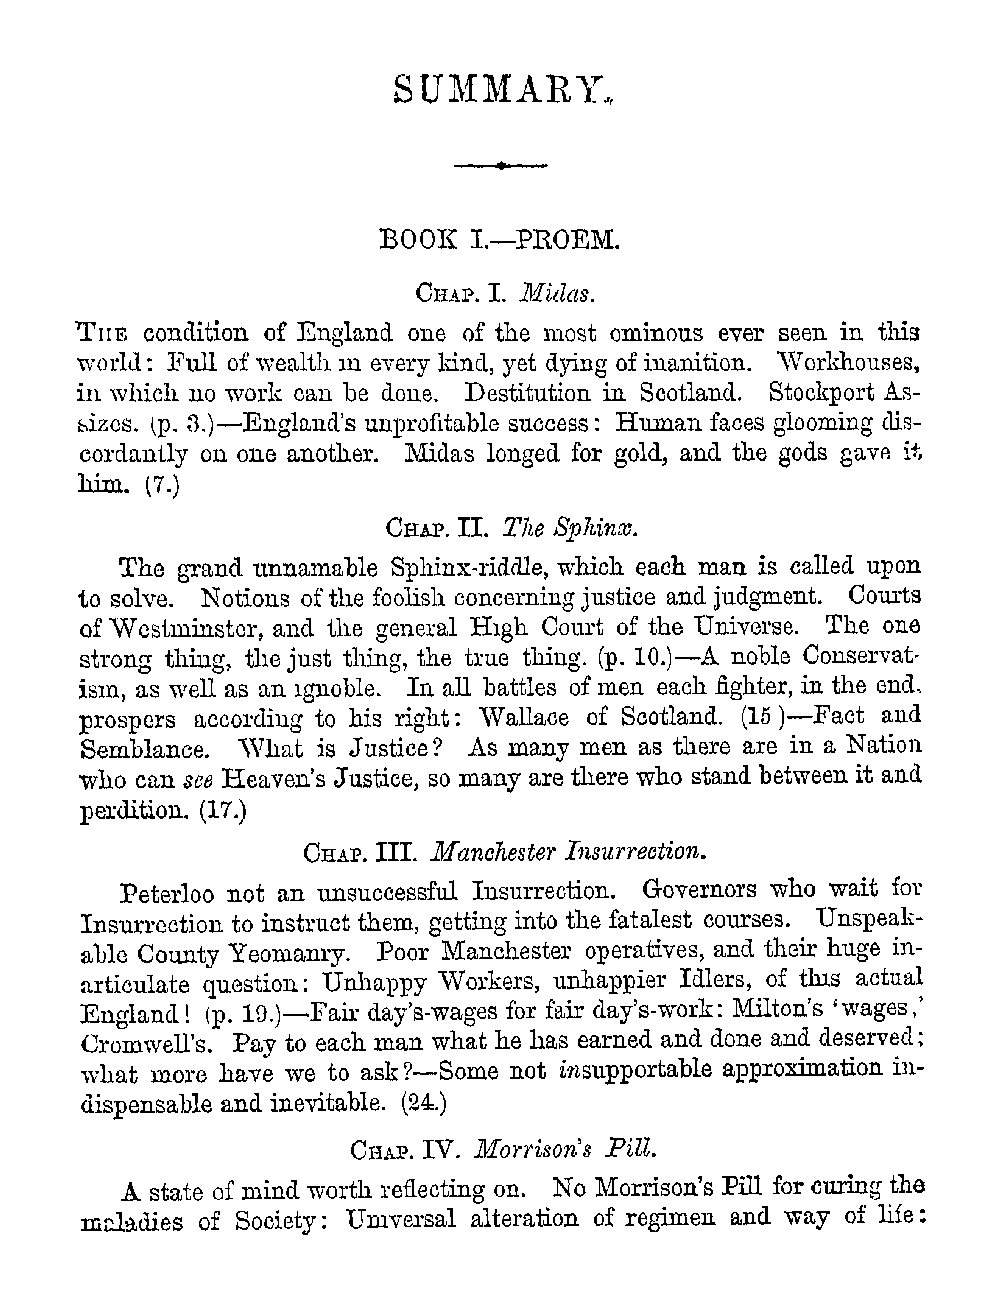 SUMMARY.
BOOK I.—PROEM.
CHAP. I. Midas.
THE condition of England one of the most ominous ever seen in this
world: Full of wealth in every kind, yet dying of inanition. Workhouses,
in which no work can be done. Destitution in Scotland. Stockport As-
sizes. (p. 3.)—England's unprofitable success: Human faces glooming dis-
cordantly on one another. Midas longed for gold, and the gods gave it
him. (7.)
CHAP. II. The Sphinx.
The grand unnamable Sphinx-riddle, which each man is called upon
to solve. Notions of the foolish concerning justice and judgment. Courts
of Westminster, and the general High Court of the Universe. The one
strong thing, the just thing, the true thing. (p. 10.)—A noble Conservat-
ism, as well as an ignoble. In all battles of men each fighter, in the end,
prospers according to his right: Wallace of Scotland. (15 )—Fact and
Semblance. What is Justice? As many men as there are in a Nation
who can see Heaven's Justice, so many are there who stand between it and
perdition. (17.)
CHAP. III. Manchester Insurrection.
Peterloo not an unsuccessful Insurrection. Governors who wait for
Insurrection to instruct them, getting into the fatalest courses. Unspeak-
able County Yeomanry. Poor Manchester operatives, and their huge in-
articulate question: Unhappy Workers, unhappier Idlers, of this actual
England! (p. 19.)—Fair day's-wages for fair day's-work: Milton's 'wages,'
Cromwell's. Pay to each man what he has earned and done and deserved;
what more have we to ask?—Some not insupportable approximation in-
dispensable and inevitable. (24.)
CHAP. IV. Morrison's Pill.
A state of mind worth reflecting on. No Morrison's Pill for curing the
maladies of Society: Universal alteration of regimen and way of life: